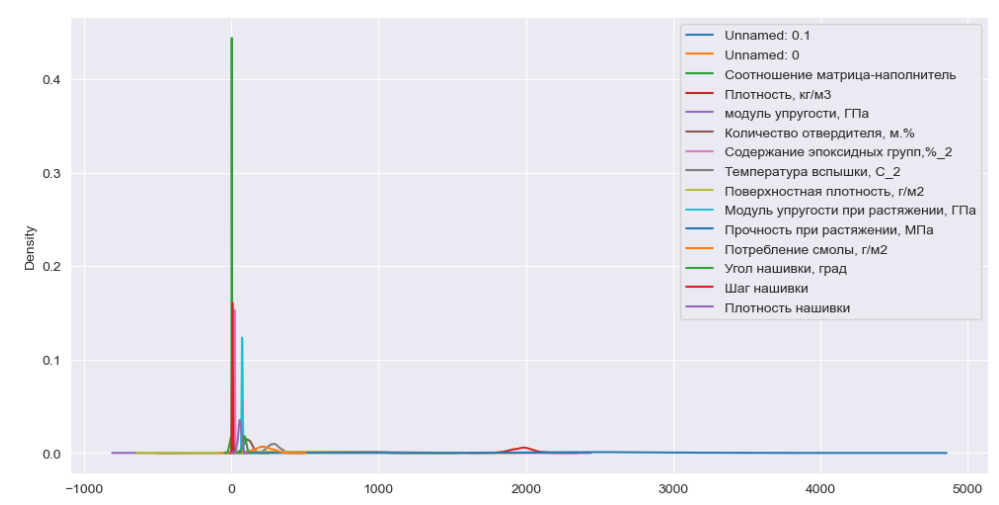 Density
0.4
0.3
0.2
0.1
0.0
−1000 0 1000 2000 3000 4000 5000
Unnamed: 0.1
Unnamed: 0
Соотношение матрица-наполнитель
Плотность, кг/м3
модуль упругости, ГПа
Количество отвердителя, м.%
Содержание эпоксидных групп,%_2
Температура вспышки, С_2
Поверхностная плотность, г/м2
Модуль упругости при растяжении, ГПа
Прочность при растяжении, МПа
Потребление смолы, г/м2
Угол нашивки, град
Шаг нашивки
Плотность нашивки